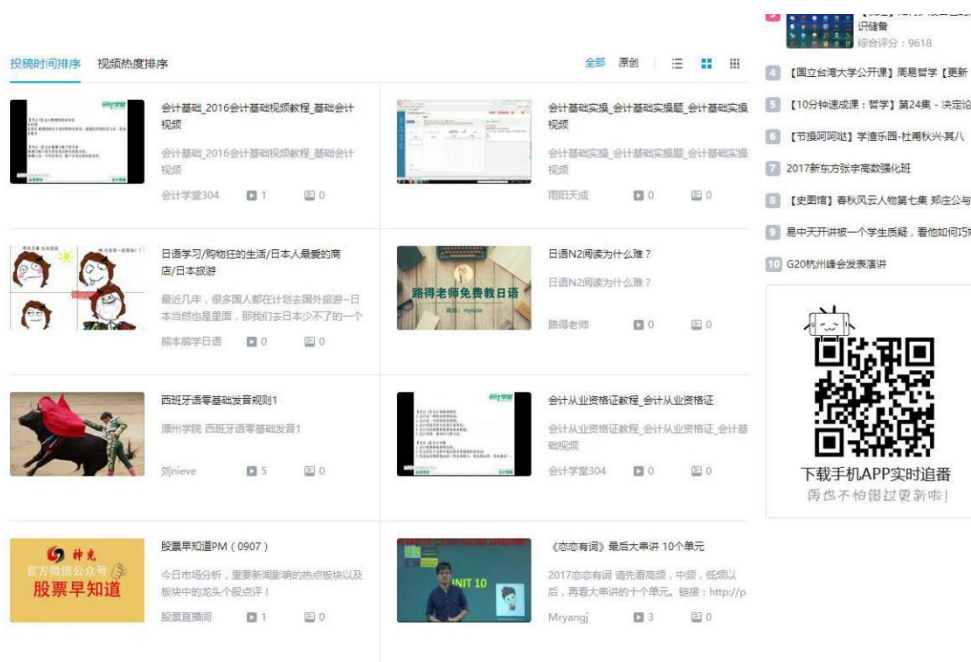 投稿时间排序 视频热度排序
全部 原创
会计基础_2016会计基础视频教程_基础会计
视频
会计基础_2016会计基础视频教程_基础会计
视频
会计学堂304 1 0
会计基础实操_会计基础实操题_会计基础实操
视频
会计基础实操_会计基础实操题_会计基础实操
视频
雨阳天成 0 0
日语学习/购物狂的生活/日本人最爱的商
店/日本旅游
最近几年，很多国人都在计划去国外旅游~日
本当然也是里面，那我们去日本少不了的一个
熊本熊学日语 0 0
路得老师免费教日语
日语N2阅读为什么难？
日语N2阅读为什么难？
路得老师 0 0
西班牙语零基础发音规则1
潭州学院 西班牙语零基础发音1
刘nieve 5 0
会计从业资格证教程_会计从业资格证
会计从业资格证教程_会计从业资格证_会计基
础视频
会计学堂304 0 0
神光
官方微信公众号
股票早知道
股票早知道PM（0907）
今日市场分析，重要新闻影响的热点板块以及
板块中的龙头个股点评！
股票直播间 1 0
UNIT 10
《恋恋有词》最后大串讲 10个单元
2017恋恋有词 请先看高频，中频，低频以
后，再看大串讲的十个单元。链接：http://p
Mryangj 3 0
识储备
综合评分：9618
4 【国立台湾大学公开课】周易哲学【更新
5 【10分钟速成课：哲学】第24集 - 决定论
6 【节操呵呵哒】学渣乐园-杜甫秋兴·其八
7 2017新东方张宇高数强化班
8 【史图馆】春秋风云人物第七集 郑庄公与
9 易中天开讲被一个学生质疑，看他如何巧妙
10 G20杭州峰会发表演讲
下载手机APP实时追番
再也不怕错过更新啦!